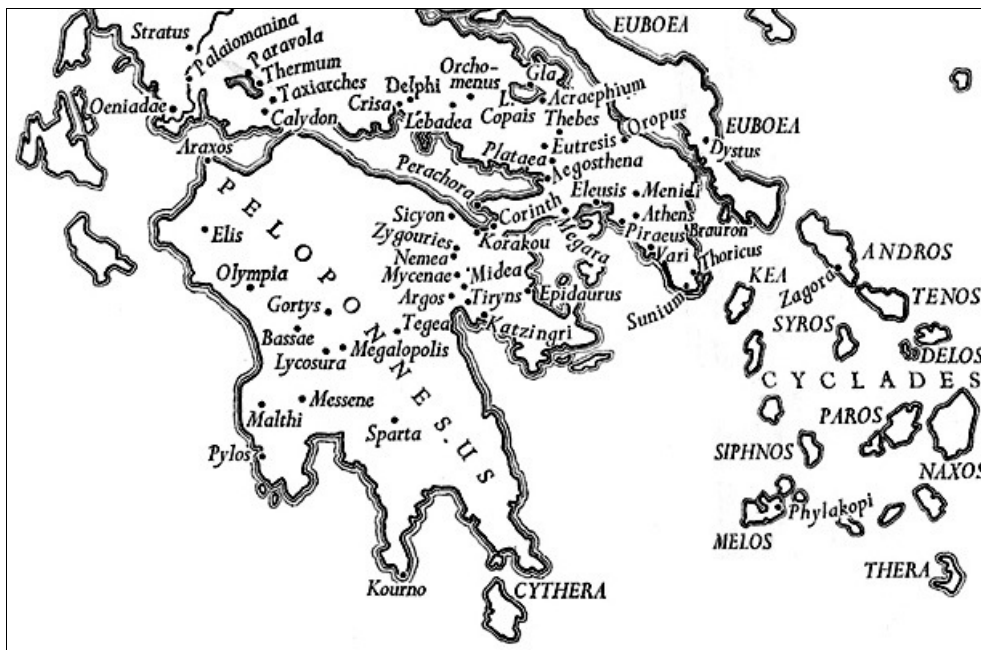 EUBOEA
Stratus
Palaiomanina
Paravola
Thermum
Taxiarches
Oeniadae
Calydon
Araxos
Crisa
Delphi
Lebadea
Orcho-
menus
Gla
L.
Copais
Acraephium
Thebes
Eutresis
Oropus
EUBOEA
Dystus
Plataea
Aegosthena
Perachora
Eleusis
Menidi
Sicyon
Corinth
Megara
Athens
Brauron
Zygouries
Korakou
Piraeus
Vari
Thoricus
Nemea
Mycenae
Midea
Argos
Tiryns
Epidaurus
Sunium
Katzingri
Tegea
PELOPONNESUS
Elis
Olympia
Gortys
Bassae
Lycosura
Megalopolis
Messene
Malthi
Sparta
Pylos
Kourno
CYTHERA
KEA
ANDROS
Zagora
TENOS
SYROS
DELOS
CYCLADES
PAROS
SIPHNOS
NAXOS
Phylakopi
MELOS
THERA